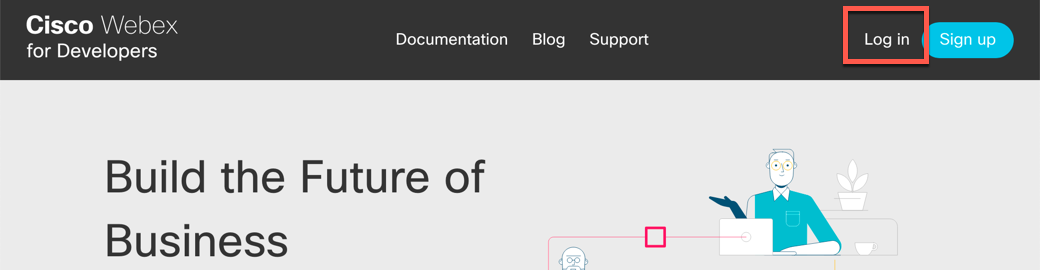 Cisco Webex
for Developers
Documentation Blog Support
Log in Sign up
Build the Future of
Business